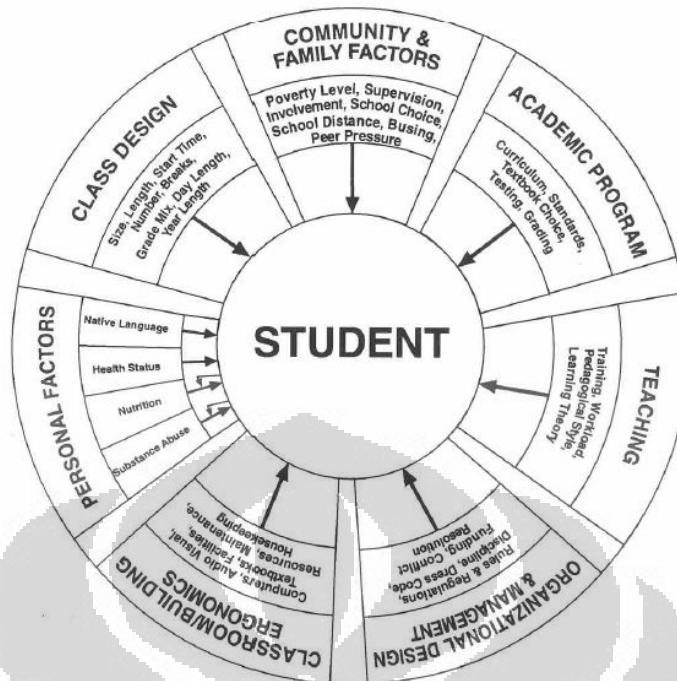 COMMUNITY &
FAMILY FACTORS
Poverty Level, Supervision,
Involvement, School Choice,
School Distance, Busing,
Peer Pressure
ACADEMIC PROGRAM
Curriculum, Standards,
Textbook Choice,
Testing, Grading
TEACHING
Training, Workload,
Pedagogical Style,
Learning Theory
ORGANIZATIONAL DESIGN
& MANAGEMENT
Rules & Regulations,
Discipline, Dress Code,
Funding, Conflict
Resolution
CLASSROOM/BUILDING
ERGONOMICS
Computers, Audio Visual,
Textbooks, Facilities,
Resources, Maintenance,
Housekeeping
PERSONAL FACTORS
Native Language
Health Status
Nutrition
Substance Abuse
CLASS DESIGN
Size, Length, Start Time,
Number, Breaks,
Grade Mix, Day Length,
Year Length
STUDENT